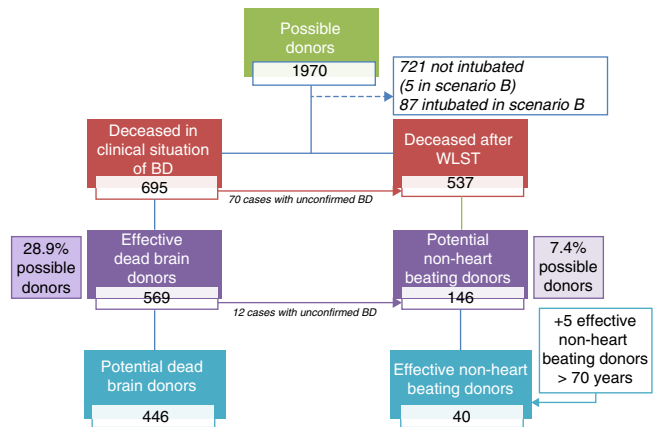 Possible
donors
1970
721 not intubated
(5 in scenario B)
87 intubated in scenario B
Deceased in
clinical situation
of BD
695
Deceased after
WLST
537
70 cases with unconfirmed BD
28.9%
possible
donors
Effective
dead brain
donors
569
Potential
non-heart
beating donors
146
7.4%
possible
donors
12 cases with unconfirmed BD
+5 effective
non-heart
beating donors
> 70 years
Potential dead
brain donors
446
Effective non-heart
beating donors
40